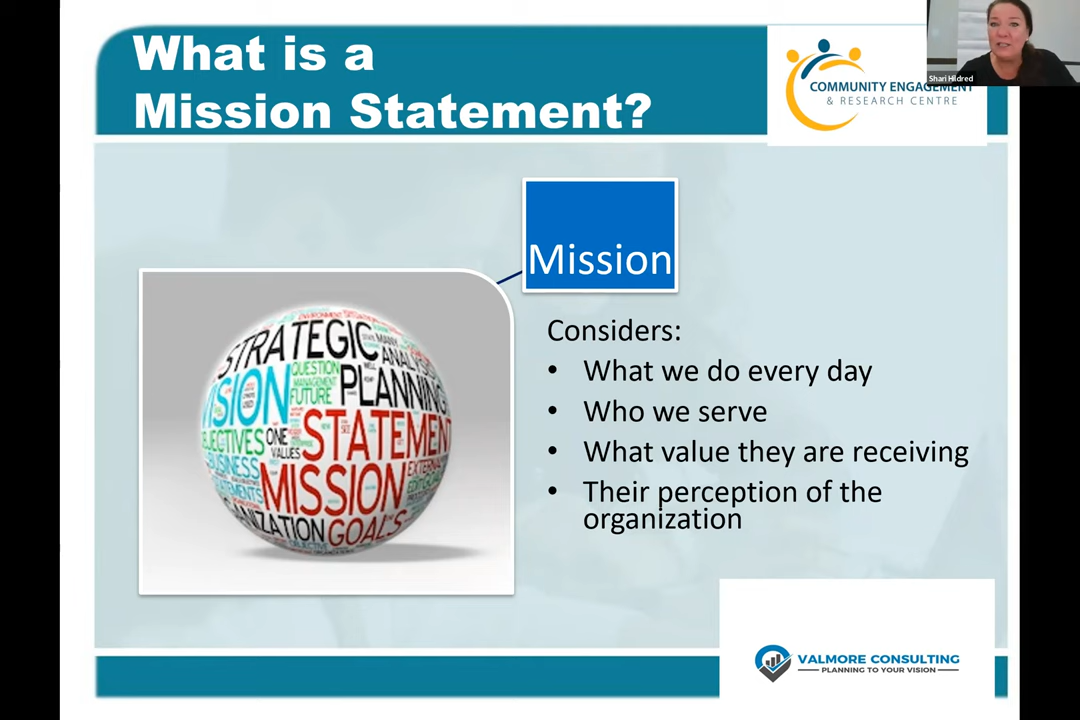 What is a
Mission Statement?
COMMUNITY ENGAGEMENT
& RESEARCH CENTRE
Shari Hildred
Mission
Considers:
• What we do every day
• Who we serve
• What value they are receiving
• Their perception of the
organization
STRATEGIC
ANALYSIS
QUESTION
MANAGEMENT
FUTURE
PLANNING
VISION
ONE
VALUES
STATEMENT
BUSINESS
MISSION
GOALS
VALMORE CONSULTING
PLANNING TO YOUR VISION